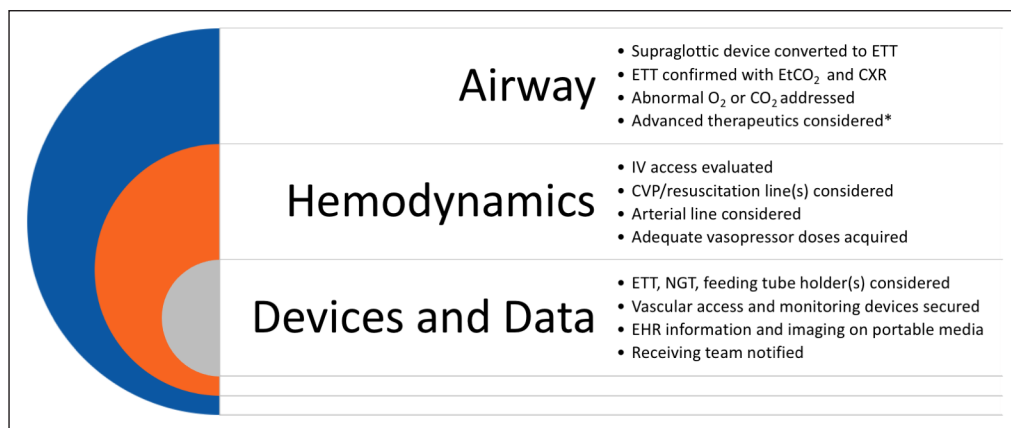 Airway
• Supraglottic device converted to ETT
• ETT confirmed with EtCO₂ and CXR
• Abnormal O₂ or CO₂ addressed
• Advanced therapeutics considered*
Hemodynamics
• IV access evaluated
• CVP/resuscitation line(s) considered
• Arterial line considered
• Adequate vasopressor doses acquired
Devices and Data
• ETT, NGT, feeding tube holder(s) considered
• Vascular access and monitoring devices secured
• EHR information and imaging on portable media
• Receiving team notified